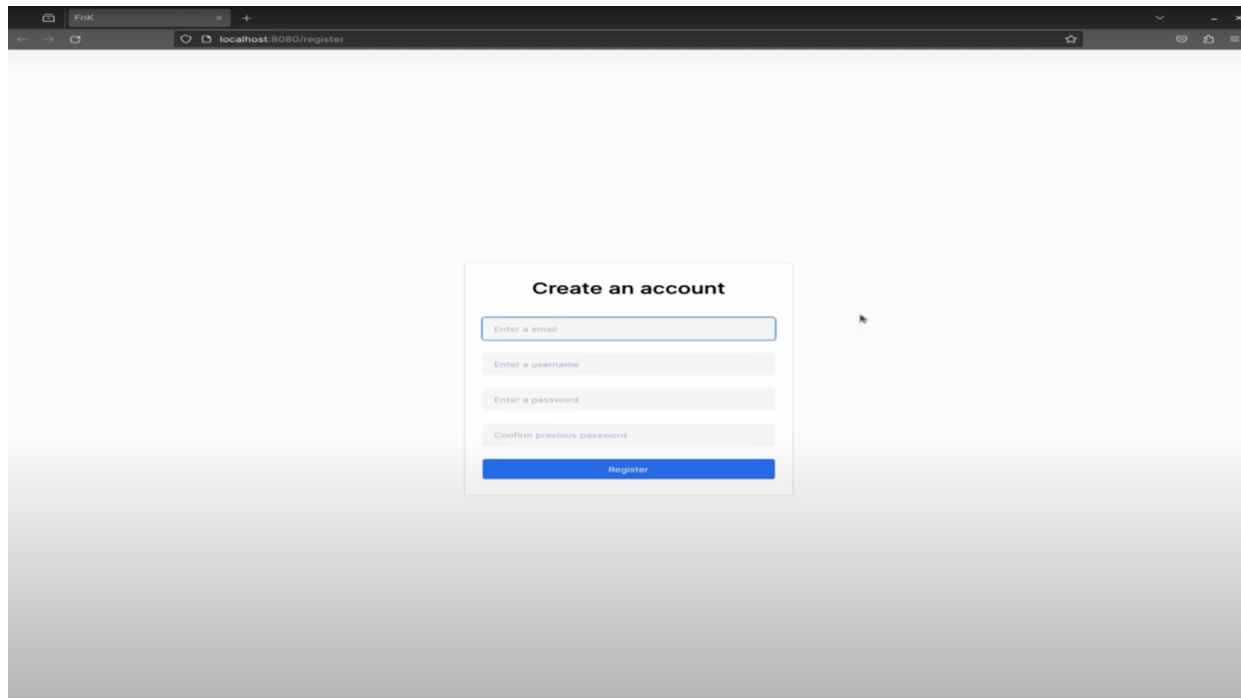 FnK
localhost:8080/register
Create an account
Enter a email
Enter a username
Enter a password
Confirm previous password
Register